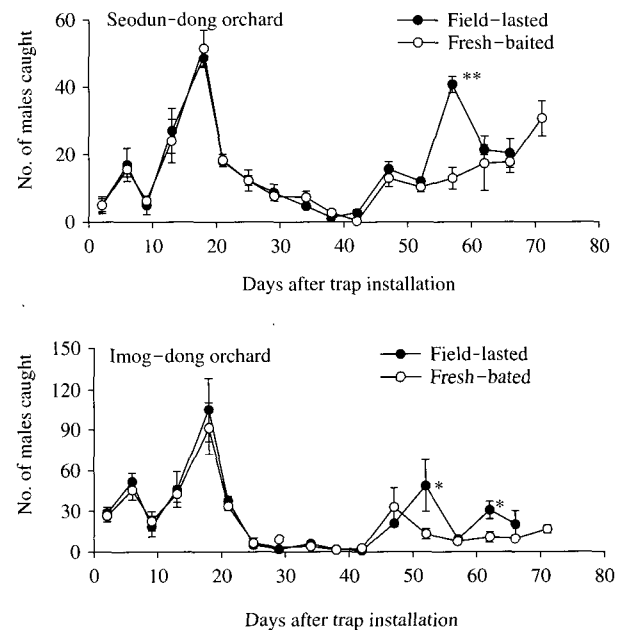 Seodun-dong orchard
Field-lasted
Fresh-baited
No. of males caught
60
40
20
0
**
0 10 20 30 40 50 60 70 80
Days after trap installation
Imog-dong orchard
Field-lasted
Fresh-bated
No. of males caught
150
120
90
60
30
0
*
*
0 10 20 30 40 50 60 70 80
Days after trap installation